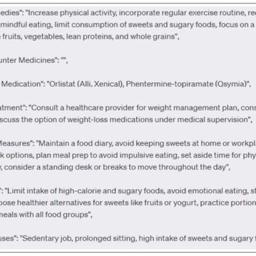 edies": "Increase physical activity, incorporate regular exercise routine, re
mindful eating, limit consumption of sweets and sugary foods, focus on a
fruits, vegetables, lean proteins, and whole grains",
unter Medicines": "",
Medication": "Orlistat (Alli, Xenical), Phentermine-topiramate (Qsymia)",
atment": "Consult a healthcare provider for weight management plan, cons
scuss the option of weight-loss medications under medical supervision",
Measures": "Maintain a food diary, avoid keeping sweets at home or workpl
k options, plan meal prep to avoid impulsive eating, set aside time for phy
, consider a standing desk or breaks to move throughout the day",
: "Limit intake of high-calorie and sugary foods, avoid emotional eating, s
oose healthier alternatives for sweets like fruits or yogurt, practice portion
meals with all food groups",
uses": "Sedentary job, prolonged sitting, high intake of sweets and sugary f